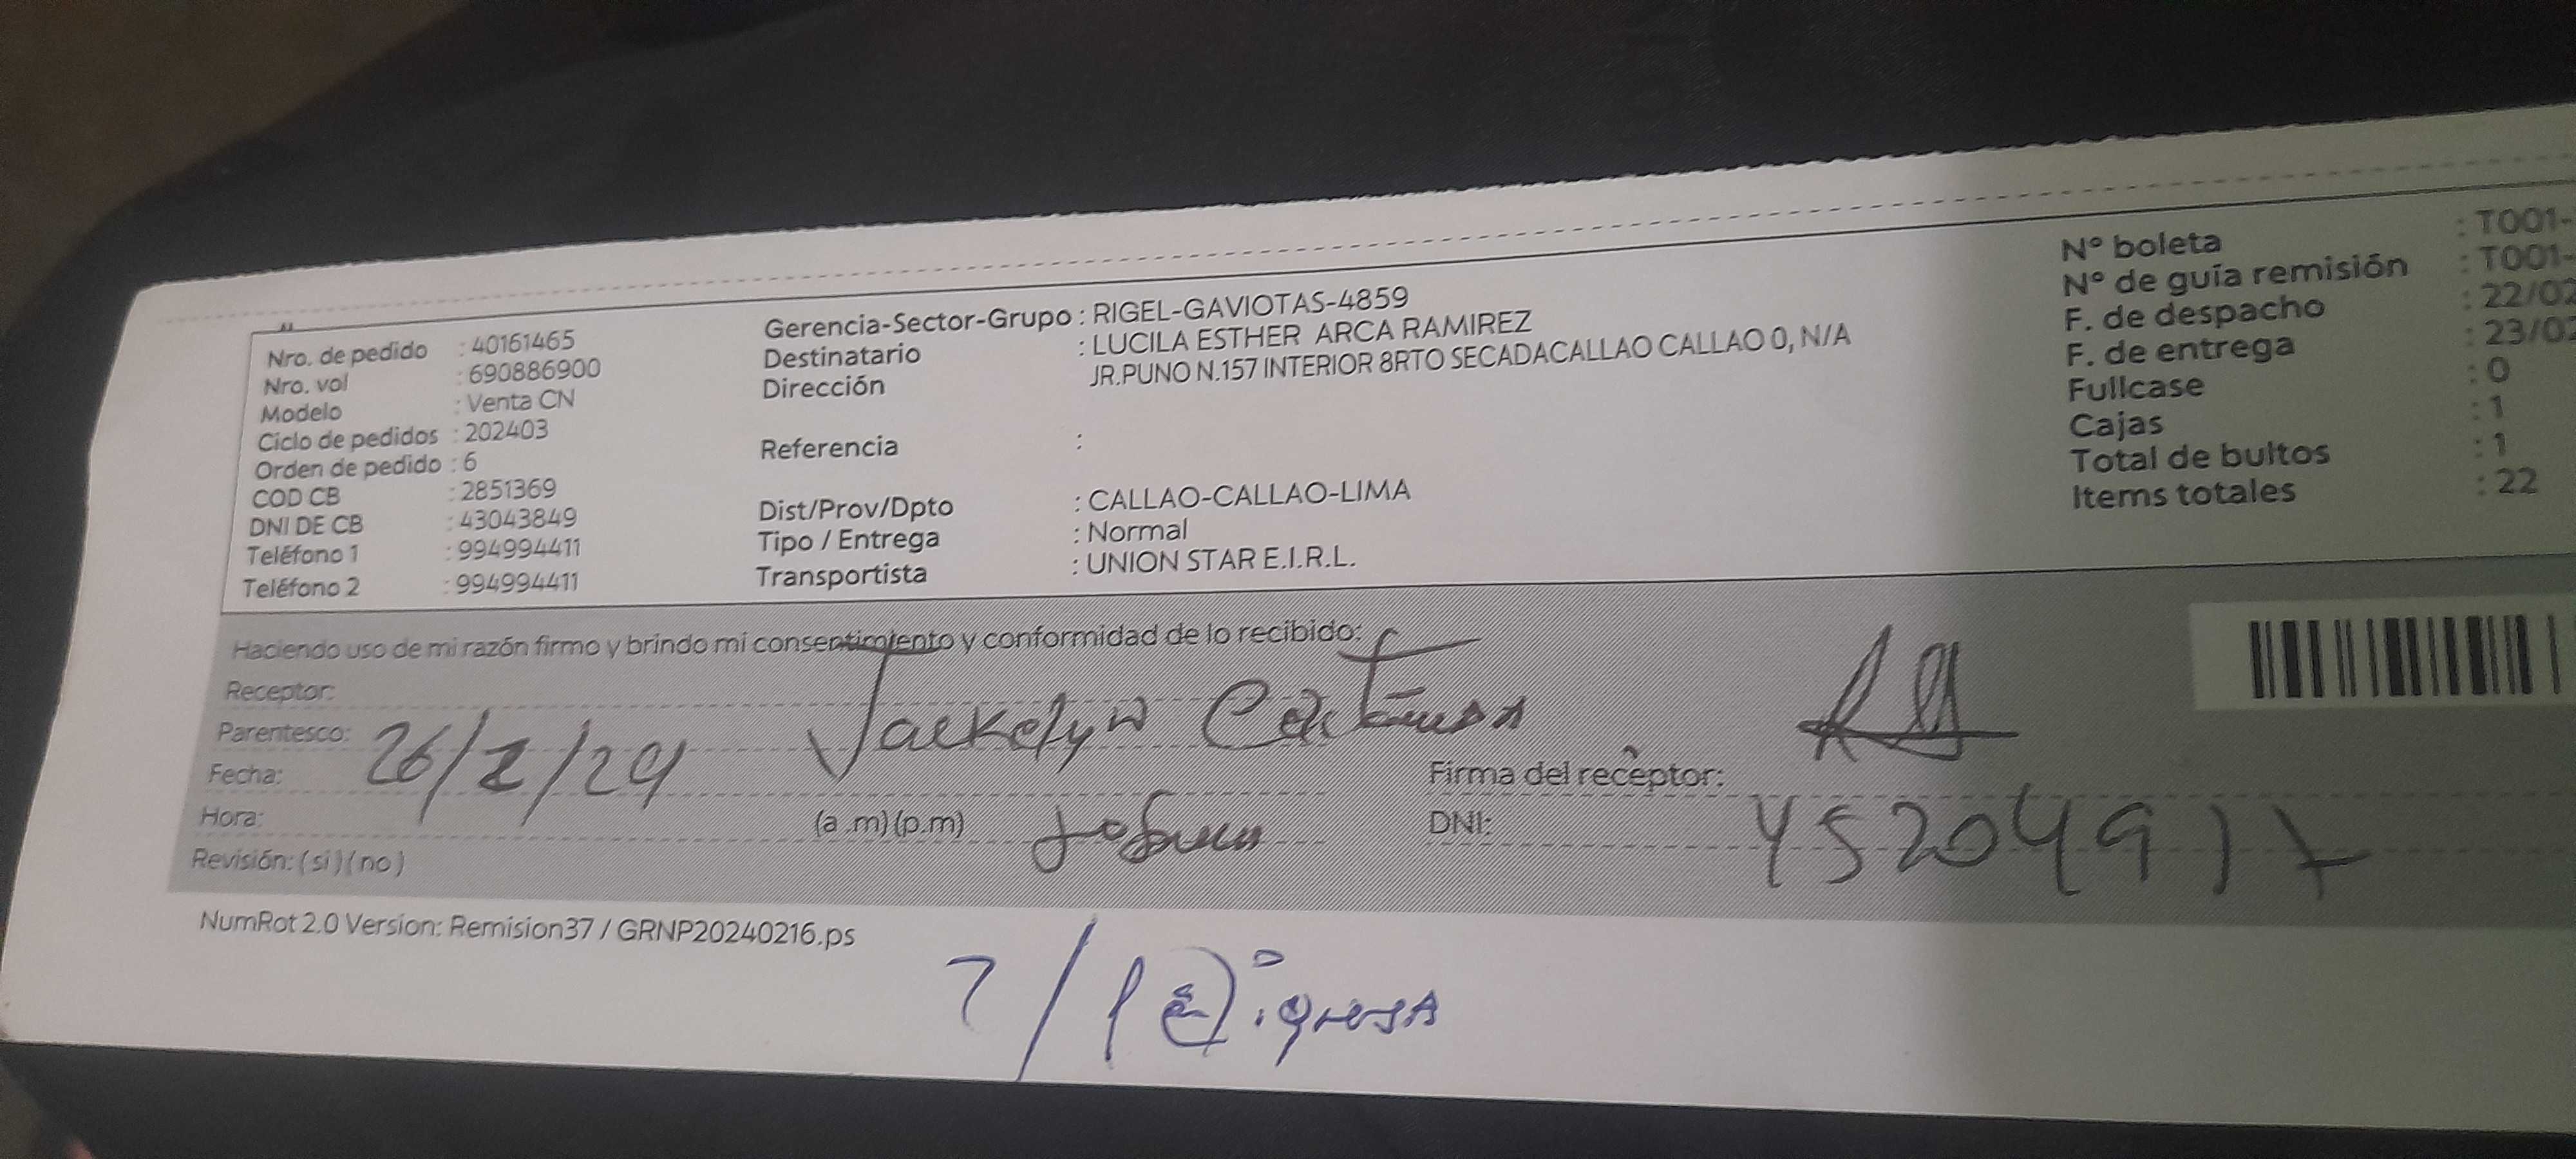 Nro. de pedido : 40161465
Nro. vol : 690886900
Modelo : Venta CN
Ciclo de pedidos : 202403
Orden de pedido : 6
COD CB : 2851369
DNI DE CB : 43043849
Teléfono 1 : 994994411
Teléfono 2 : 994994411
Gerencia-Sector-Grupo : RIGEL-GAVIOTAS-4859
Destinatario : LUCILA ESTHER ARCA RAMIREZ
Dirección JR.PUNO N.157 INTERIOR 8RTO SECADACALLAO CALLAO 0, N/A
Referencia :
Dist/Prov/Dpto : CALLAO-CALLAO-LIMA
Tipo / Entrega : Normal
Transportista : UNION STAR E.I.R.L.
Nº boleta : T001-
Nº de guía remisión : T001-
F. de despacho : 22/02
F. de entrega : 23/02
Fullcase : 0
Cajas : 1
Total de bultos : 1
Items totales : 22
Haciendo uso de mi razón firmo y brindo mi consentimiento y conformidad de lo recibido:
Receptor: Jackelyn
Parentesco:
Fecha: 26/2/24
Firma del receptor:
Hora: (a .m) (p.m)
DNI: 45204917
Revisión: ( si ) ( no )
NumRot 2.0 Version: Remision37 / GRNP20240216.ps